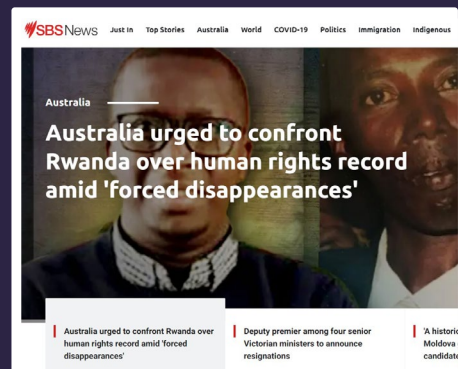 SBS News Just In Top Stories Australia World COVID-19 Politics Immigration Indigenous
Australia
Australia urged to confront
Rwanda over human rights record
amid 'forced disappearances'
Australia urged to confront Rwanda over
human rights record amid 'forced
disappearances'
Deputy premier among four senior
Victorian ministers to announce
resignations
'A historic
Moldova
candidate